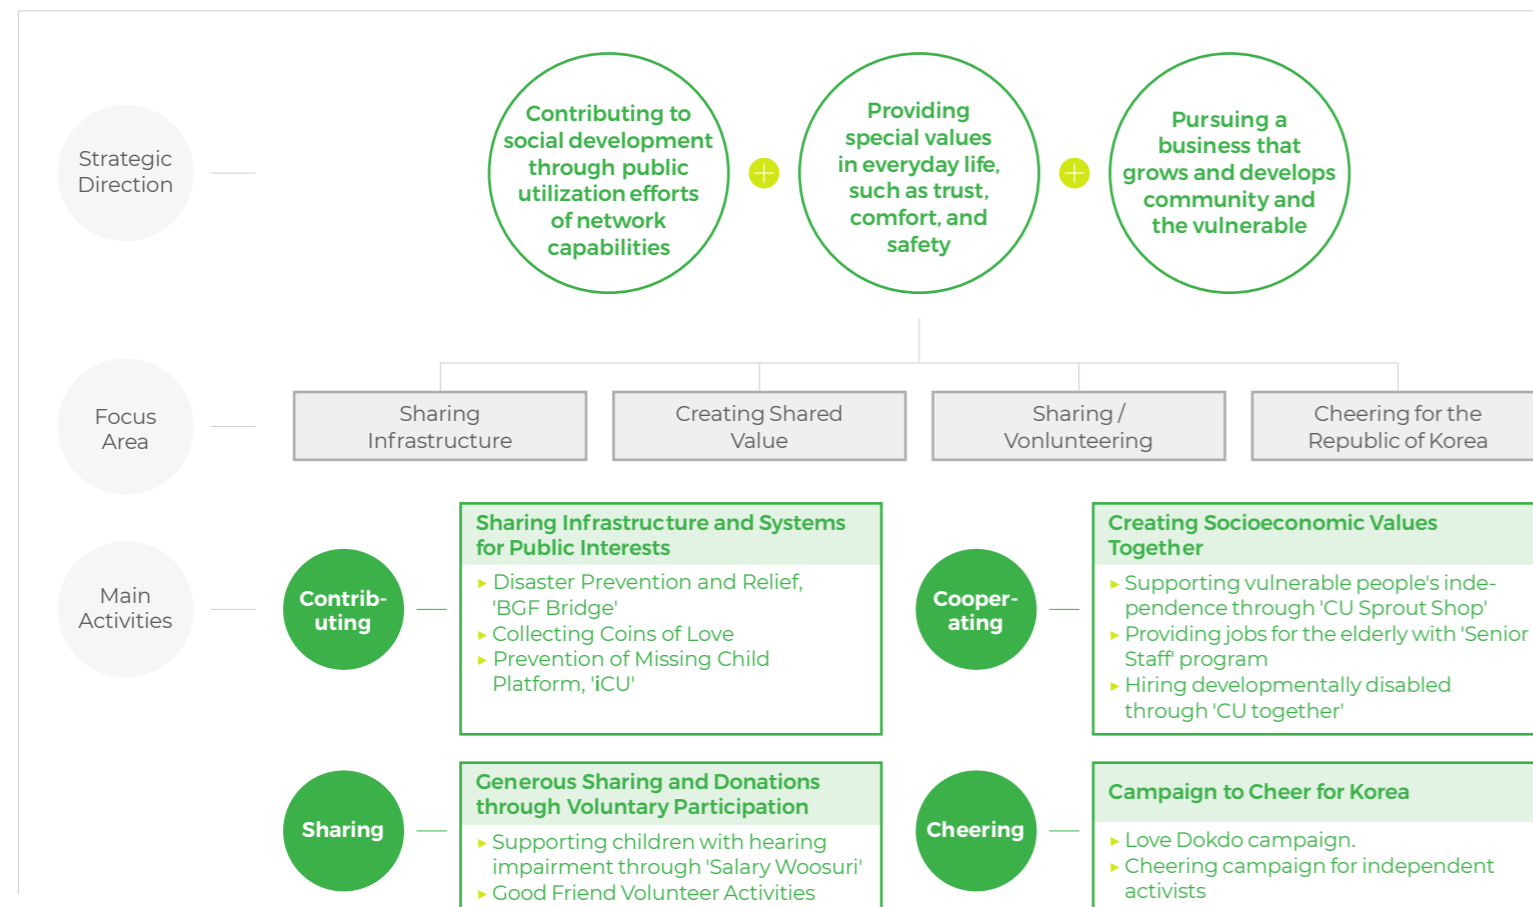 Strategic
Direction
Contributing to
social development
through public
utilization efforts
of network
capabilities
Providing
special values
in everyday life,
such as trust,
comfort, and
safety
Pursuing a
business that
grows and develops
community and
the vulnerable
Focus
Area
Sharing
Infrastructure
Creating Shared
Value
Sharing /
Vonlunteering
Cheering for the
Republic of Korea
Main
Activities
Contrib-
uting
Sharing Infrastructure and Systems
for Public Interests
▸ Disaster Prevention and Relief,
'BGF Bridge'
▸ Collecting Coins of Love
▸ Prevention of Missing Child
Platform, 'iCU'
Cooper-
ating
Creating Socioeconomic Values
Together
▸ Supporting vulnerable people's inde-
pendence through 'CU Sprout Shop'
▸ Providing jobs for the elderly with 'Senior
Staff' program
▸ Hiring developmentally disabled
through 'CU together'
Sharing
Generous Sharing and Donations
through Voluntary Participation
▸ Supporting children with hearing
impairment through 'Salary Woosuri'
▸ Good Friend Volunteer Activities
Cheering
Campaign to Cheer for Korea
▸ Love Dokdo campaign.
▸ Cheering campaign for independent
activists